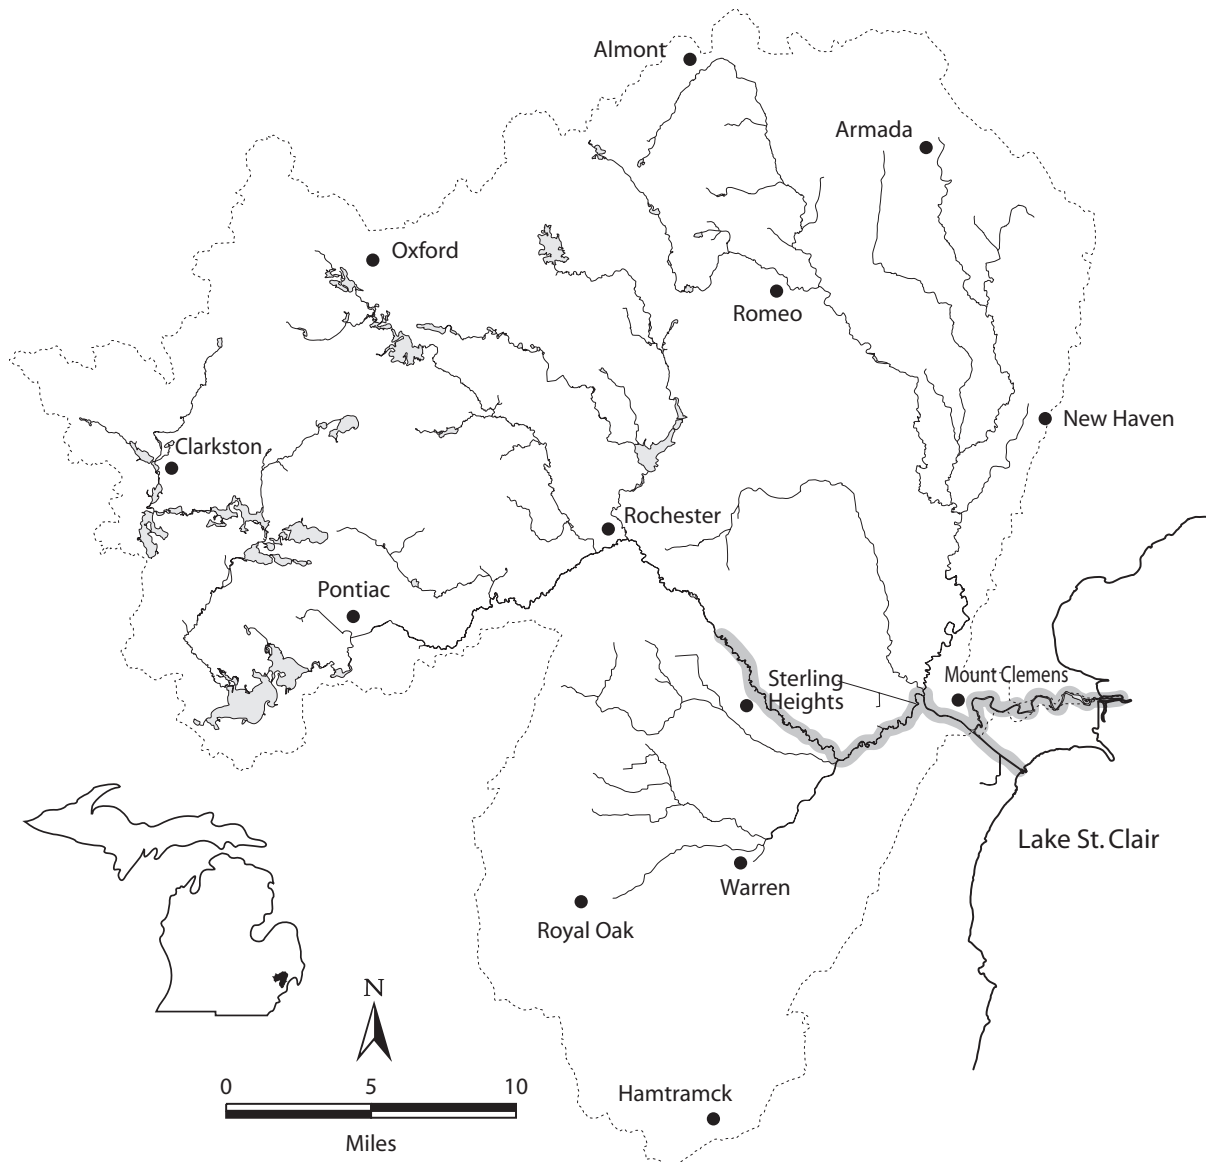 Almont
Armada
Oxford
Romeo
New Haven
Clarkston
Rochester
Pontiac
Mount Clemens
Sterling
Heights
Lake St. Clair
Warren
Royal Oak
N
0 5 10
Miles
Hamtramck